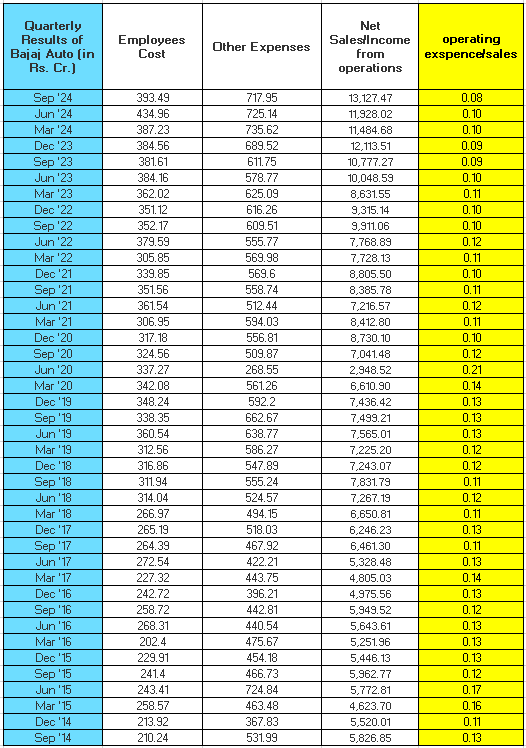 Quarterly Results of Bajaj Auto (in Rs. Cr.) Employees Cost Other Expenses Net Sales/Income from operations operating exspence/sales
Sep '24 393.49 717.95 13,127.47 0.08
Jun '24 434.96 725.14 11,928.02 0.10
Mar '24 387.23 735.62 11,484.68 0.10
Dec '23 384.56 689.52 12,113.51 0.09
Sep '23 381.61 611.75 10,777.27 0.09
Jun '23 384.16 578.77 10,048.59 0.10
Mar '23 362.02 625.09 8,631.55 0.11
Dec '22 351.12 616.26 9,315.14 0.10
Sep '22 352.17 609.51 9,911.06 0.10
Jun '22 379.59 555.77 7,768.89 0.12
Mar '22 305.85 569.98 7,728.13 0.11
Dec '21 339.85 569.6 8,805.50 0.10
Sep '21 351.56 558.74 8,385.78 0.11
Jun '21 361.54 512.44 7,216.57 0.12
Mar '21 306.95 594.03 8,412.80 0.11
Dec '20 317.18 556.81 8,730.10 0.10
Sep '20 324.56 509.87 7,041.48 0.12
Jun '20 337.27 268.55 2,948.52 0.21
Mar '20 342.08 561.26 6,610.90 0.14
Dec '19 348.24 592.2 7,436.42 0.13
Sep '19 338.35 662.67 7,499.21 0.13
Jun '19 360.54 638.77 7,565.01 0.13
Mar '19 312.56 586.27 7,225.20 0.12
Dec '18 316.86 547.89 7,243.07 0.12
Sep '18 311.94 555.24 7,831.79 0.11
Jun '18 314.04 524.57 7,267.19 0.12
Mar '18 266.97 494.15 6,650.81 0.11
Dec '17 265.19 518.03 6,246.23 0.13
Sep '17 264.39 467.92 6,461.30 0.11
Jun '17 272.54 422.21 5,328.48 0.13
Mar '17 227.32 443.75 4,805.03 0.14
Dec '16 242.72 396.21 4,975.56 0.13
Sep '16 258.72 442.81 5,949.52 0.12
Jun '16 268.31 440.54 5,643.61 0.13
Mar '16 202.4 475.67 5,251.96 0.13
Dec '15 229.91 454.18 5,446.13 0.13
Sep '15 241.4 466.73 5,962.77 0.12
Jun '15 243.41 724.84 5,772.81 0.17
Mar '15 258.57 463.48 4,623.70 0.16
Dec '14 213.92 367.83 5,520.01 0.11
Sep '14 210.24 531.99 5,826.85 0.13